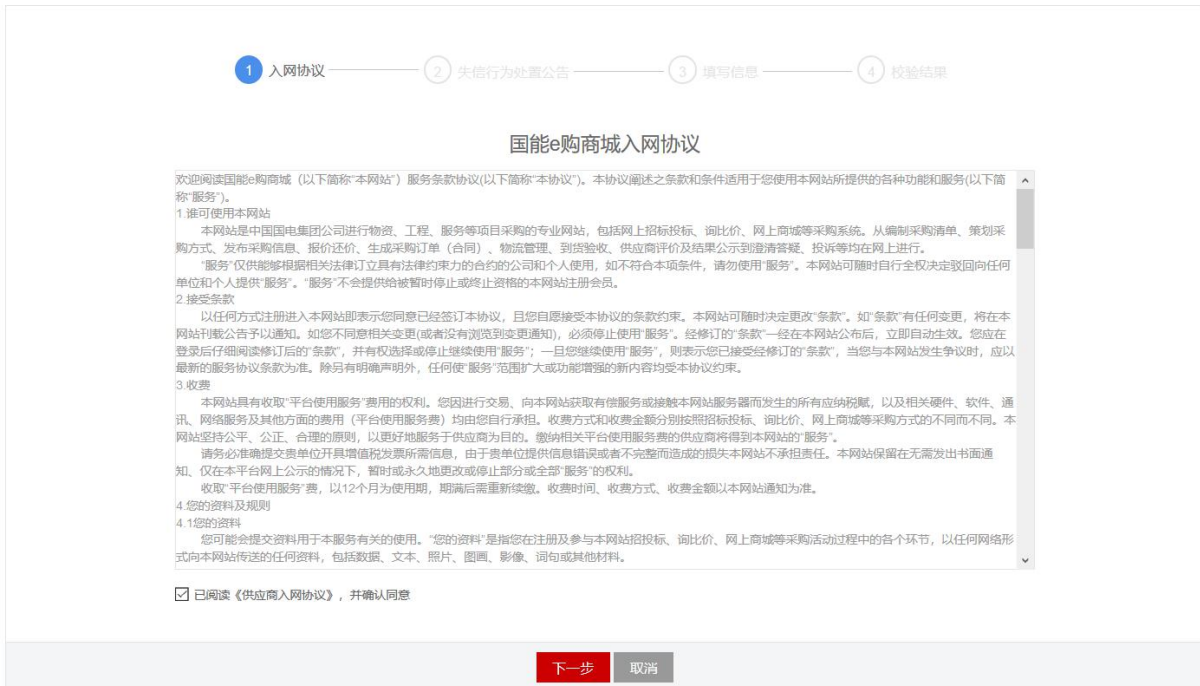 1 入网协议 2 失信行为处置公告 3 填写信息 4 校验结果
国能e购商城入网协议
欢迎阅读国能e购商城（以下简称“本网站”）服务条款协议(以下简称“本协议”)。本协议阐述之条款和条件适用于您使用本网站所提供的各种功能和服务(以下简
称“服务”)。
1.谁可使用本网站
本网站是中国国电集团公司进行物资、工程、服务等项目采购的专业网站，包括网上招标投标、询比价、网上商城等采购系统。从编制采购清单、策划采
购方式、发布采购信息、报价还价、生成采购订单（合同）、物流管理、到货验收、供应商评价及结果公示到澄清答疑、投诉等均在网上进行。
“服务”仅供能够根据相关法律订立具有法律约束力的合约的公司和个人使用，如不符合本项条件，请勿使用“服务”。本网站可随时自行全权决定驳回向任何
单位和个人提供“服务”。“服务”不会提供给被暂时停止或终止资格的本网站注册会员。
2.接受条款
以任何方式注册进入本网站即表示您同意已经签订本协议，且您自愿接受本协议的条款约束。本网站可随时决定更改“条款”。如“条款”有任何变更，将在本
网站刊载公告予以通知。如您不同意相关变更(或者没有浏览到变更通知)，必须停止使用“服务”。经修订的“条款”一经在本网站公布后，立即自动生效。您应在
登录后仔细阅读修订后的“条款”，并有权选择或停止继续使用“服务”；一旦您继续使用“服务”，则表示您已接受经修订的“条款”，当您与本网站发生争议时，应以
最新的服务协议条款为准。除另有明确声明外，任何使“服务”范围扩大或功能增强的新内容均受本协议约束。
3.收费
本网站具有收取“平台使用服务”费用的权利。您因进行交易、向本网站获取有偿服务或接触本网站服务器而发生的所有应纳税赋，以及相关硬件、软件、通
讯、网络服务及其他方面的费用（平台使用服务费）均由您自行承担。收费方式和收费金额分别按照招标投标、询比价、网上商城等采购方式的不同而不同。本
网站坚持公平、公正、合理的原则，以更好地服务于供应商为目的。缴纳相关平台使用服务费的供应商将得到本网站的“服务”。
请务必准确提交贵单位开具增值税发票所需信息，由于贵单位提供信息错误或者不完整而造成的损失本网站不承担责任。本网站保留在无需发出书面通
知、仅在本平台网上公示的情况下，暂时或永久地更改或停止部分或全部“服务”的权利。
收取“平台使用服务”费，以12个月为使用期，期满后需重新续缴。收费时间、收费方式、收费金额以本网站通知为准。
4.您的资料及规则
4.1您的资料
您可能会提交资料用于本服务有关的使用。“您的资料”是指您在注册及参与本网站招投标、询比价、网上商城等采购活动过程中的各个环节，以任何网络形
式向本网站传送的任何资料，包括数据、文本、照片、图画、影像、词句或其他材料。
已阅读《供应商入网协议》，并确认同意
下一步 取消